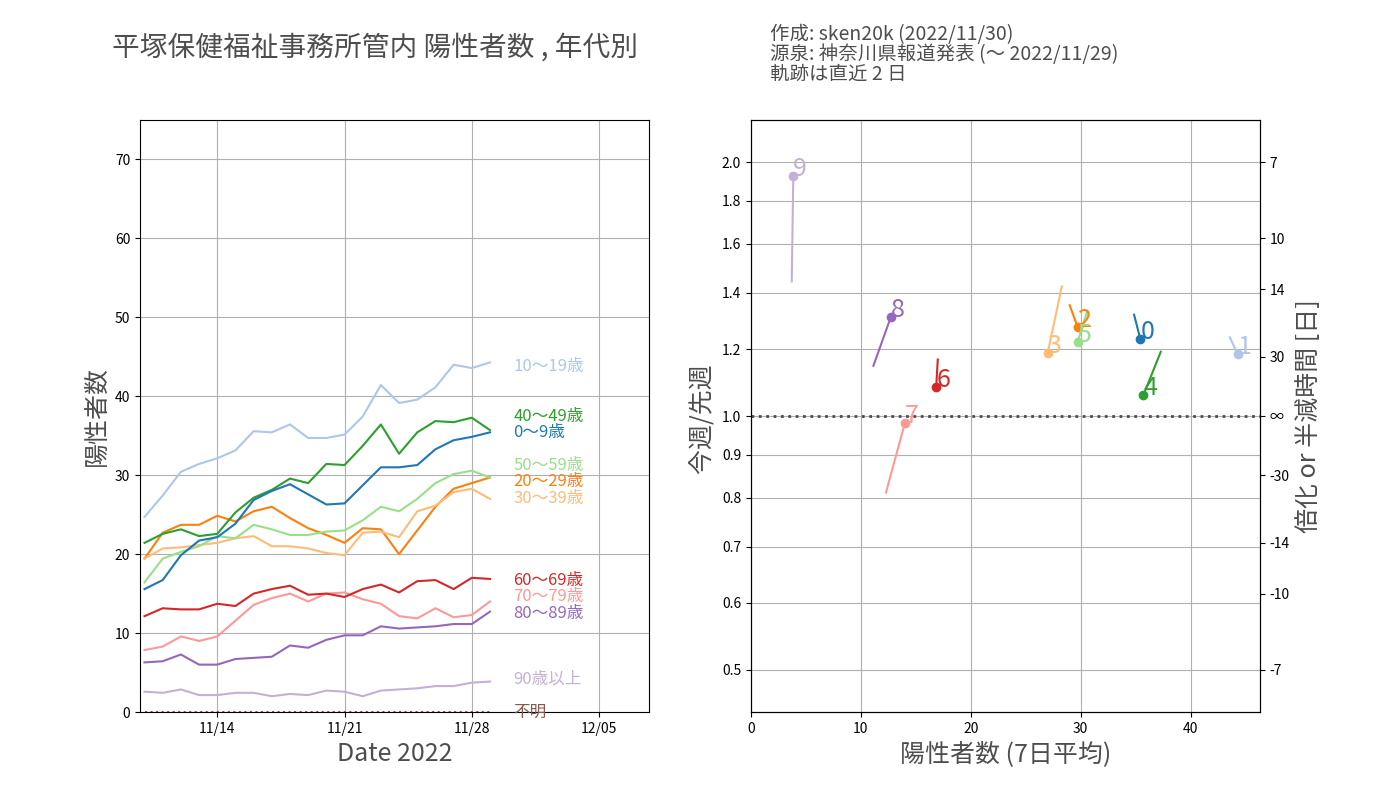 平塚保健福祉事務所管内 陽性者数 , 年代別
作成: sken20k (2022/11/30)
源泉: 神奈川県報道発表 (〜 2022/11/29)
軌跡は直近 2 日
陽性者数
70
60
50
40
30
20
10
0
11/14
11/21
11/28
12/05
Date 2022
10〜19歳
40〜49歳
0〜9歳
50〜59歳
20〜29歳
30〜39歳
60〜69歳
70〜79歳
80〜89歳
90歳以上
不明
今週/先週
2.0
1.8
1.6
1.4
1.2
1.0
0.9
0.8
0.7
0.6
0.5
9
8
2
5
3
0
1
6
4
7
7
10
14
30
∞
-30
-14
-10
-7
倍化 or 半減時間 [日]
0
10
20
30
40
陽性者数 (7日平均)